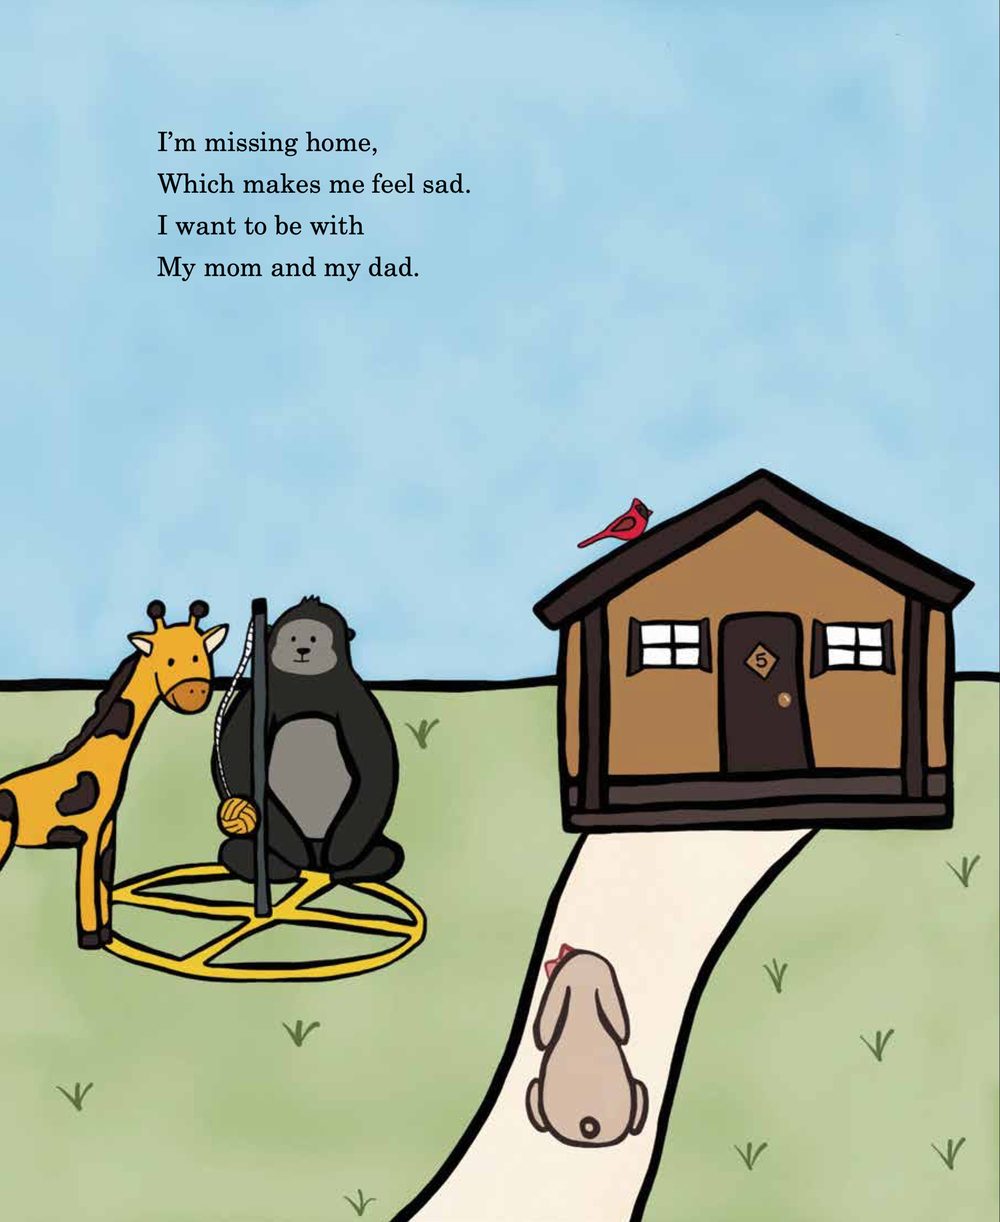 I'm missing home,
Which makes me feel sad.
I want to be with
My mom and my dad.
5